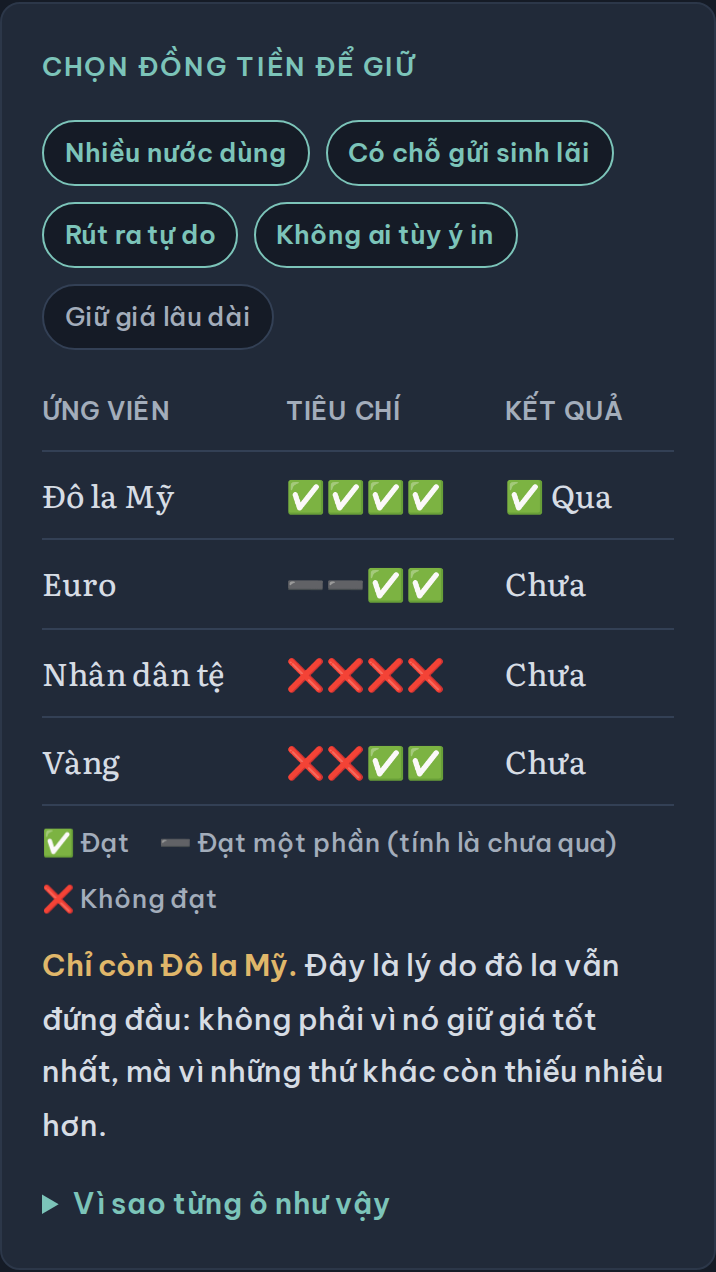 CHỌN ĐỒNG TIỀN ĐỂ GIỮ
Nhiều nước dùng
Có chỗ gửi sinh lãi
Rút ra tự do
Không ai tùy ý in
Giữ giá lâu dài
ỨNG VIÊN TIÊU CHÍ KẾT QUẢ
Đô la Mỹ ✅✅✅✅ ✅ Qua
Euro ➖➖✅✅ Chưa
Nhân dân tệ ❌❌❌❌ Chưa
Vàng ❌❌✅✅ Chưa
✅ Đạt ➖ Đạt một phần (tính là chưa qua)
❌ Không đạt
Chỉ còn Đô la Mỹ. Đây là lý do đô la vẫn
đứng đầu: không phải vì nó giữ giá tốt
nhất, mà vì những thứ khác còn thiếu nhiều
hơn.
▶ Vì sao từng ô như vậy